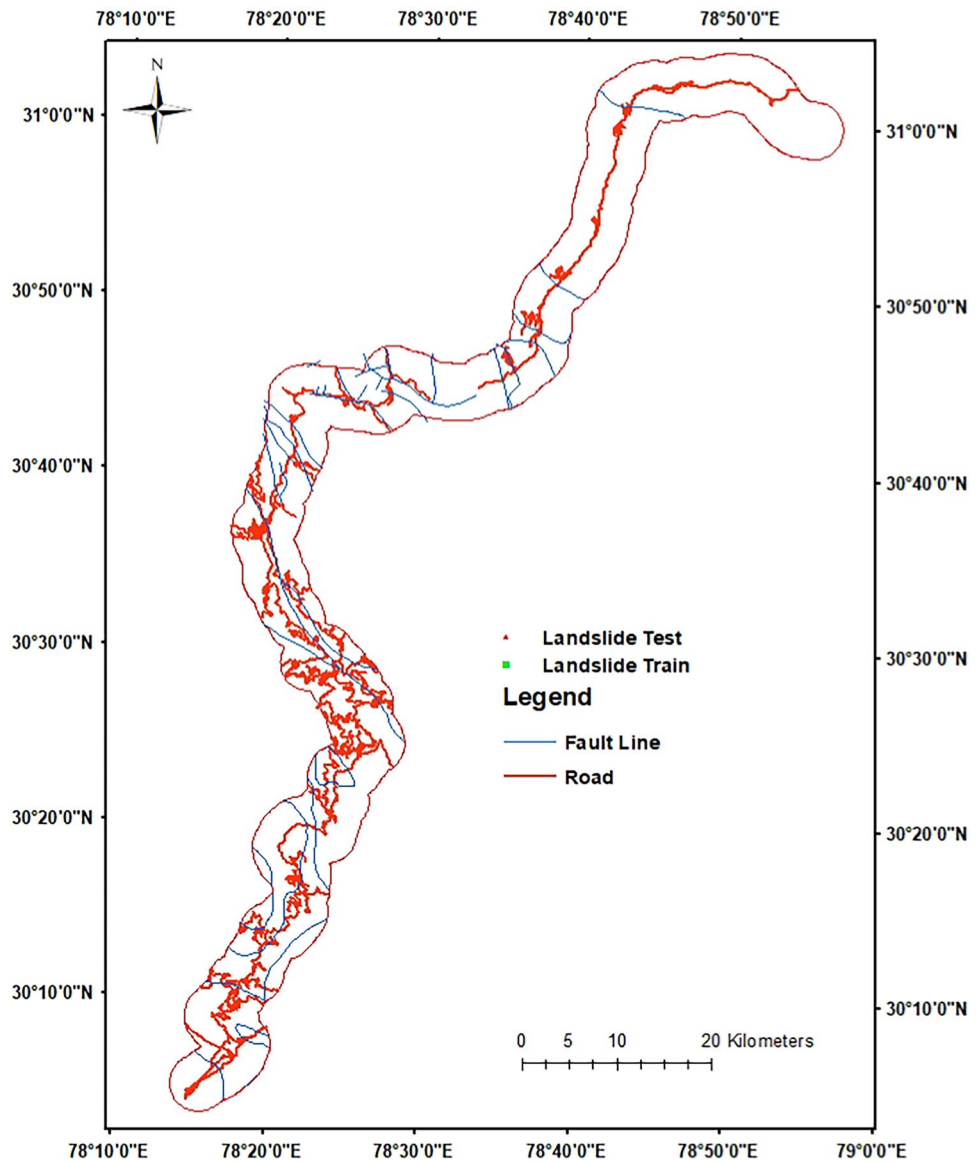 78°10'0"E 78°20'0"E 78°30'0"E 78°40'0"E 78°50'0"E
N
31°0'0"N
31°0'0"N
30°50'0"N
30°50'0"N
30°40'0"N
30°40'0"N
30°30'0"N
30°30'0"N
Landslide Test
Landslide Train
Legend
Fault Line
Road
30°20'0"N
30°20'0"N
30°10'0"N
30°10'0"N
0 5 10 20 Kilometers
78°10'0"E 78°20'0"E 78°30'0"E 78°40'0"E 78°50'0"E 79°0'0"E